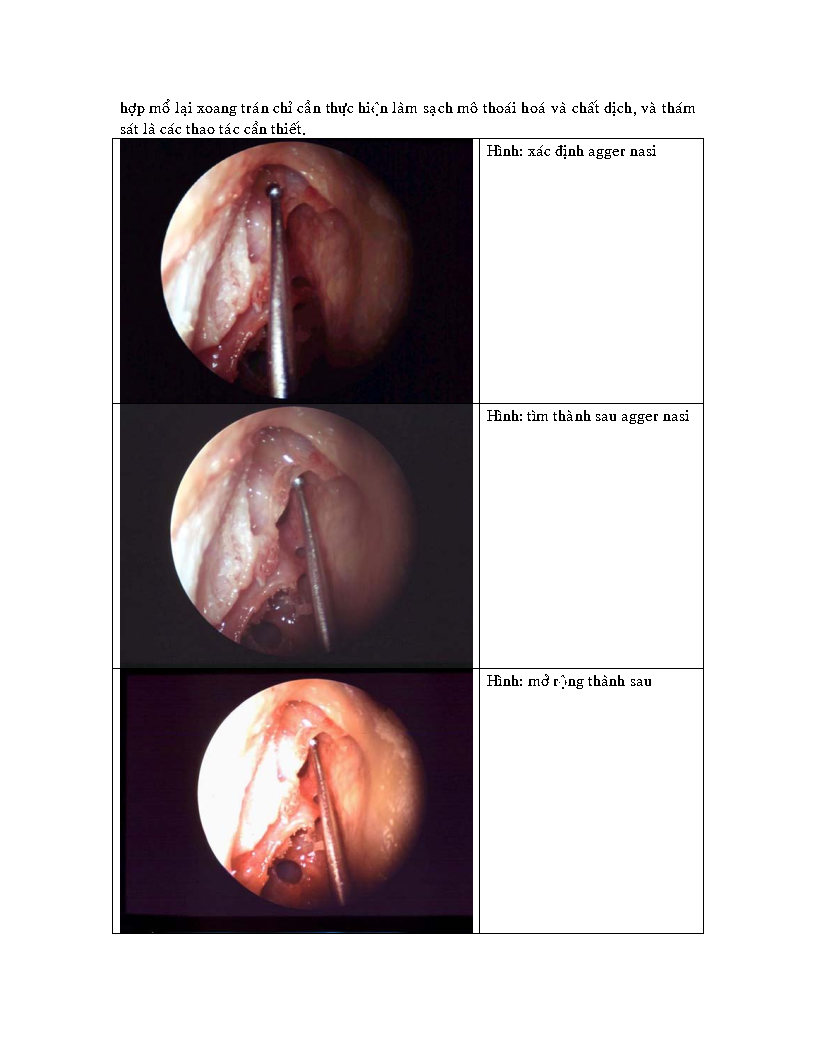 hợp mổ lại xoang trán chỉ cần thực hiện làm sạch mô thoái hoá và chất dịch, và thám
sát là các thao tác cần thiết.
Hình: xác định agger nasi
Hình: tìm thành sau agger nasi
Hình: mở rộng thành sau